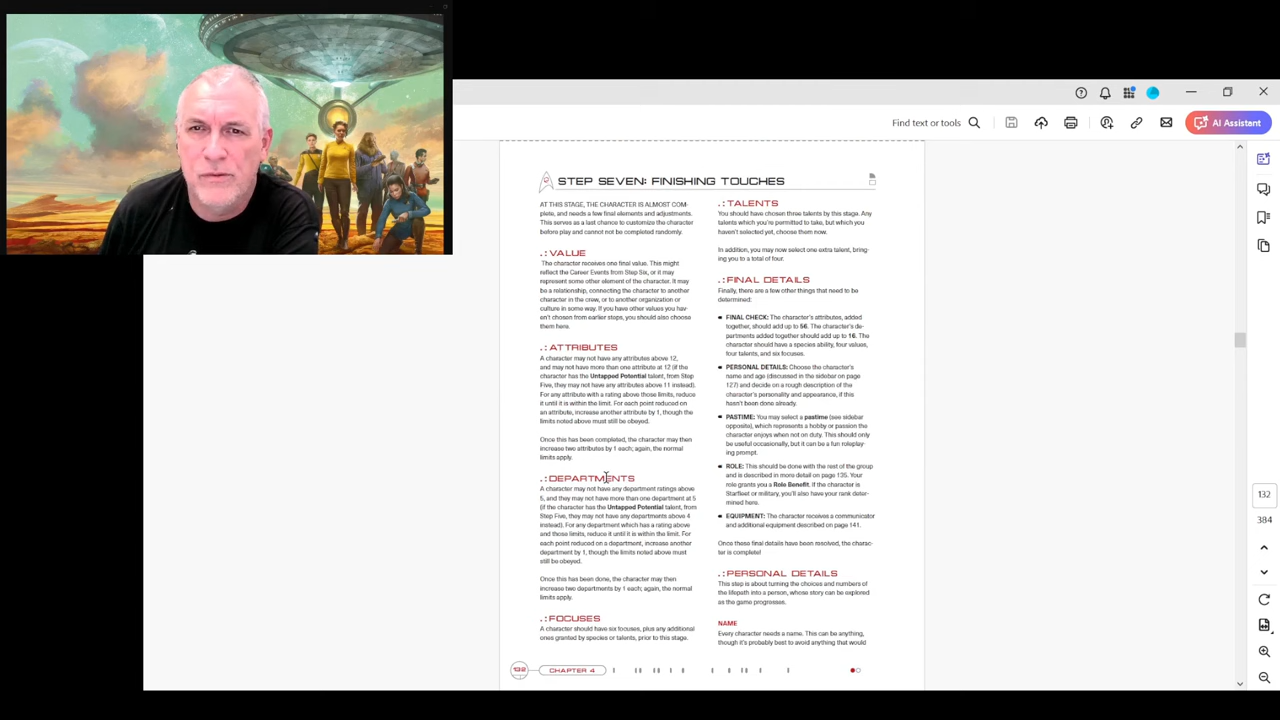 Find text or tools
AI Assistant
STEP SEVEN: FINISHING TOUCHES
AT THIS STAGE, THE CHARACTER IS ALMOST COM-
plete, and needs a few final elements and adjustments.
This serves as a last chance to customize the character
before play and cannot not be completed randomly.
.:VALUE
The character receives one final value. This might
reflect the Career Events from Step Six, or it may
represent some other element of the character. It may
be a relationship, connecting the character to another
character in the crew, or to another organization or
culture in some way. If you have other values you hav-
en't chosen from earlier steps, you should also choose
them here.
.:ATTRIBUTES
A character may not have any attributes above 12,
and may not have more than one attribute at 12 (if the
character has the Untapped Potential talent, from Step
Five, they may not have any attributes above 11 instead).
For any attribute with a rating above those limits, reduce
it until it is within the limit. For each point reduced on
an attribute, increase another attribute by 1, though the
limits noted above must still be obeyed.
Once this has been completed, the character may then
increase two attributes by 1 each; again, the normal
limits apply.
.:DEPARTMENTS
A character may not have any department ratings above
5, and they may not have more than one department at 5
(if the character has the Untapped Potential talent, from
Step Five, they may not have any departments above 4
instead). For any department which has a rating above
and those limits, reduce it until it is within the limit. For
each point reduced on a department, increase another
department by 1, though the limits noted above must
still be obeyed.
Once this has been done, the character may then
increase two departments by 1 each; again, the normal
limits apply.
.:FOCUSES
A character should have six focuses, plus any additional
ones granted by species or talents, prior to this stage.
.:TALENTS
You should have chosen three talents by this stage. Any
talents which you're permitted to take, but which you
haven't selected yet, choose them now.
In addition, you may now select one extra talent, bring-
ing you to a total of four.
.:FINAL DETAILS
Finally, there are a few other things that need to be
determined:
FINAL CHECK: The character's attributes, added
together, should add up to 56. The character's de-
partments added together should add up to 16. The
character should have a species ability, four values,
four talents, and six focuses.
PERSONAL DETAILS: Choose the character's
name and age (discussed in the sidebar on page
127) and decide on a rough description of the
character's personality and appearance, if this
hasn't been done already.
PASTIME: You may select a pastime (see sidebar
opposite), which represents a hobby or passion the
character enjoys when not on duty. This should only
be useful occasionally, but it can be a fun roleplay-
ing prompt.
ROLE: This should be done with the rest of the group
and is described in more detail on page 135. Your
role grants you a Role Benefit. If the character is
Starfleet or military, you'll also have your rank deter-
mined here.
EQUIPMENT: The character receives a communicator
and additional equipment described on page 141.
Once these final details have been resolved, the charac-
ter is complete!
.:PERSONAL DETAILS
This step is about turning the choices and numbers of
the lifepath into a person, whose story can be explored
as the game progresses.
NAME
Every character needs a name. This can be anything,
though it's probably best to avoid anything that would
132
CHAPTER 4
132
384